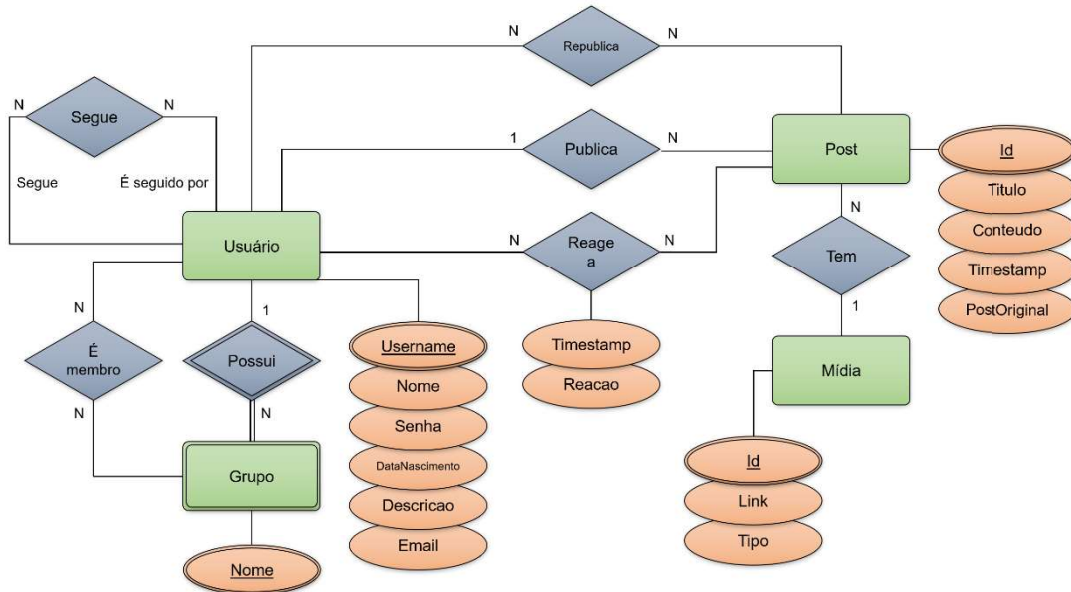 N
Republica
N
N
Segue
N
1
Publica
N
Post
Id
Segue
É seguido por
Titulo
N
Conteudo
Usuário
N
Reage
a
N
Tem
Timestamp
N
1
1
PostOriginal
É
membro
Possui
Username
Timestamp
Mídia
Nome
Reacao
N
N
Senha
Id
Grupo
DataNascimento
Link
Descricao
Tipo
Email
Nome